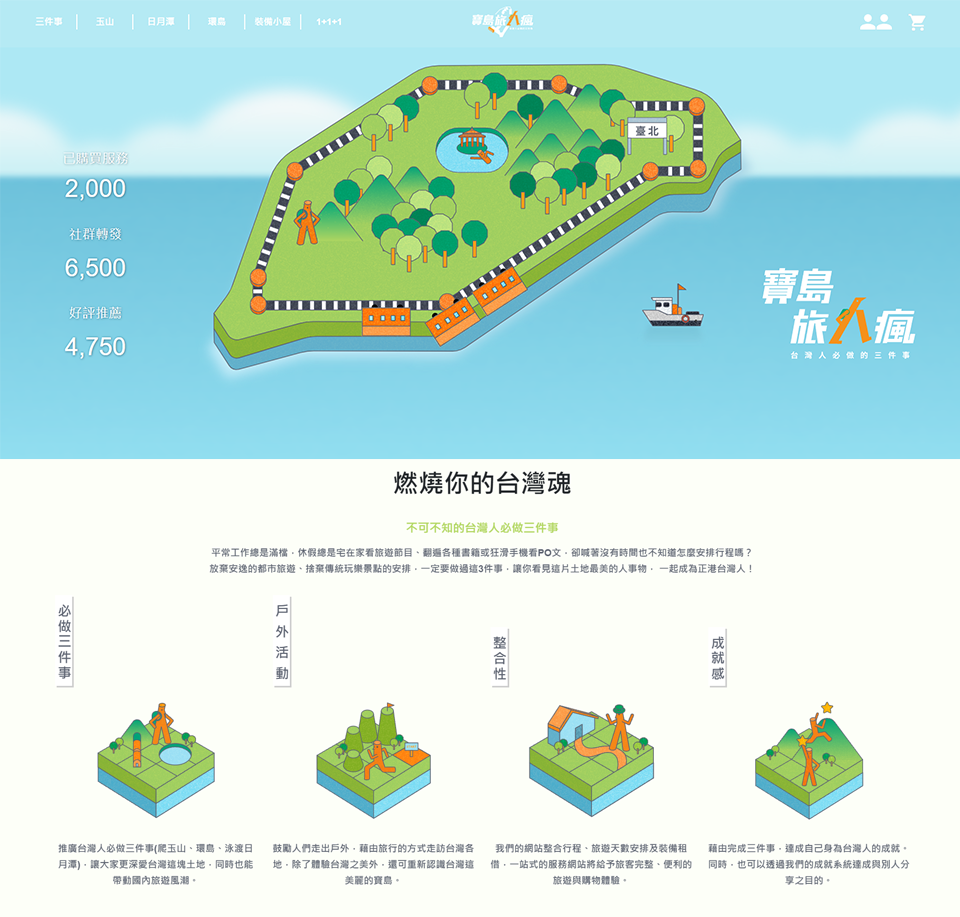 三件事
玉山
日月潭
環島
裝備小屋
1+1+1
寶島旅人瘋
臺北
已購買服務
2,000
社群轉發
6,500
好評推薦
4,750
寶島
旅人瘋
台灣人必做的三件事
燃燒你的台灣魂
不可不知的台灣人必做三件事
平常工作總是滿檔，休假總是宅在家看旅遊節目、翻遍各種書籍或狂滑手機看PO文，卻喊著沒有時間也不知道怎麼安排行程嗎？
放棄安逸的都市旅遊、捨棄傳統玩樂景點的安排，一定要做過這3件事，讓你看見這片土地最美的人事物， 一起成為正港台灣人！
必做三件事
戶外活動
整合性
成就感
推廣台灣人必做三件事(爬玉山、環島、泳渡日
月潭)，讓大家更深愛台灣這塊土地，同時也能
帶動國內旅遊風潮。
鼓勵人們走出戶外，藉由旅行的方式走訪台灣各
地，除了體驗台灣之美外，還可重新認識台灣這
美麗的寶島。
我們的網站整合行程、旅遊天數安排及裝備租
借，一站式的服務網站將給予旅客完整、便利的
旅遊與購物體驗。
藉由完成三件事，達成自己身為台灣人的成就。
同時，也可以透過我們的成就系統達成與別人分
享之目的。